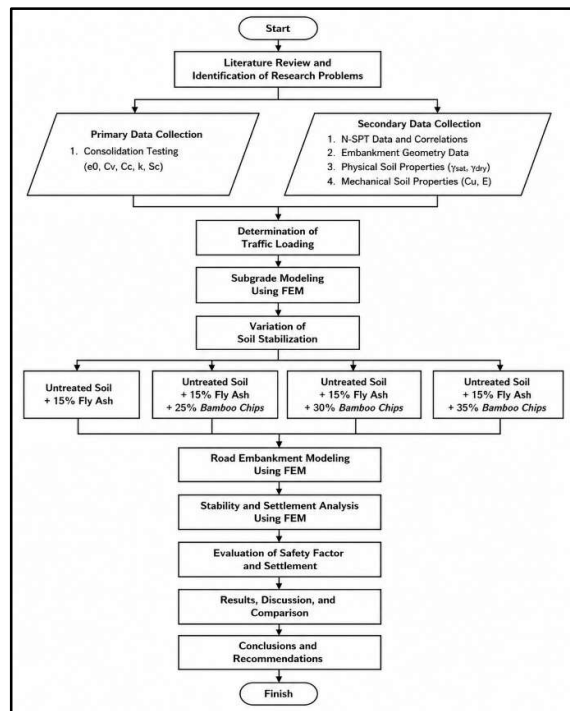 Start
Literature Review and
Identification of Research Problems
Primary Data Collection
1. Consolidation Testing
(e0, Cv, Cc, k, Sc)
Secondary Data Collection
1. N-SPT Data and Correlations
2. Embankment Geometry Data
3. Physical Soil Properties (γsat, γdry)
4. Mechanical Soil Properties (Cu, E)
Determination of
Traffic Loading
Subgrade Modeling
Using FEM
Variation of
Soil Stabilization
Untreated Soil
+ 15% Fly Ash
Untreated Soil
+ 15% Fly Ash
+ 25% Bamboo Chips
Untreated Soil
+ 15% Fly Ash
+ 30% Bamboo Chips
Untreated Soil
+ 15% Fly Ash
+ 35% Bamboo Chips
Road Embankment Modeling
Using FEM
Stability and Settlement Analysis
Using FEM
Evaluation of Safety Factor
and Settlement
Results, Discussion, and
Comparison
Conclusions and
Recommendations
Finish